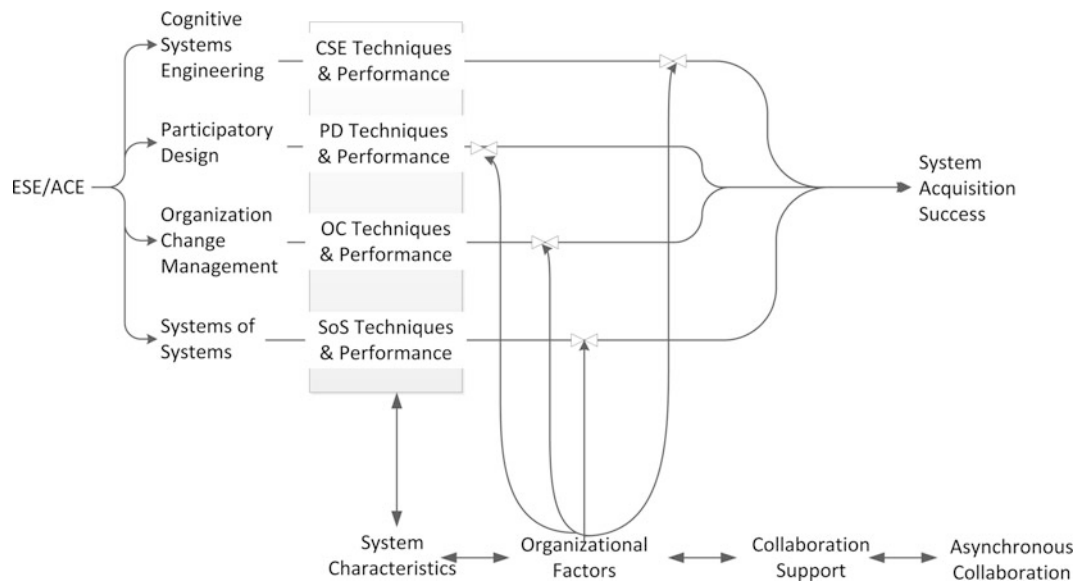 Cognitive
Systems
Engineering
CSE Techniques
& Performance
Participatory
Design
PD Techniques
& Performance
ESE/ACE
System
Acquisition
Success
Organization
Change
Management
OC Techniques
& Performance
Systems of
Systems
SoS Techniques
& Performance
System
Characteristics
Organizational
Factors
Collaboration
Support
Asynchronous
Collaboration